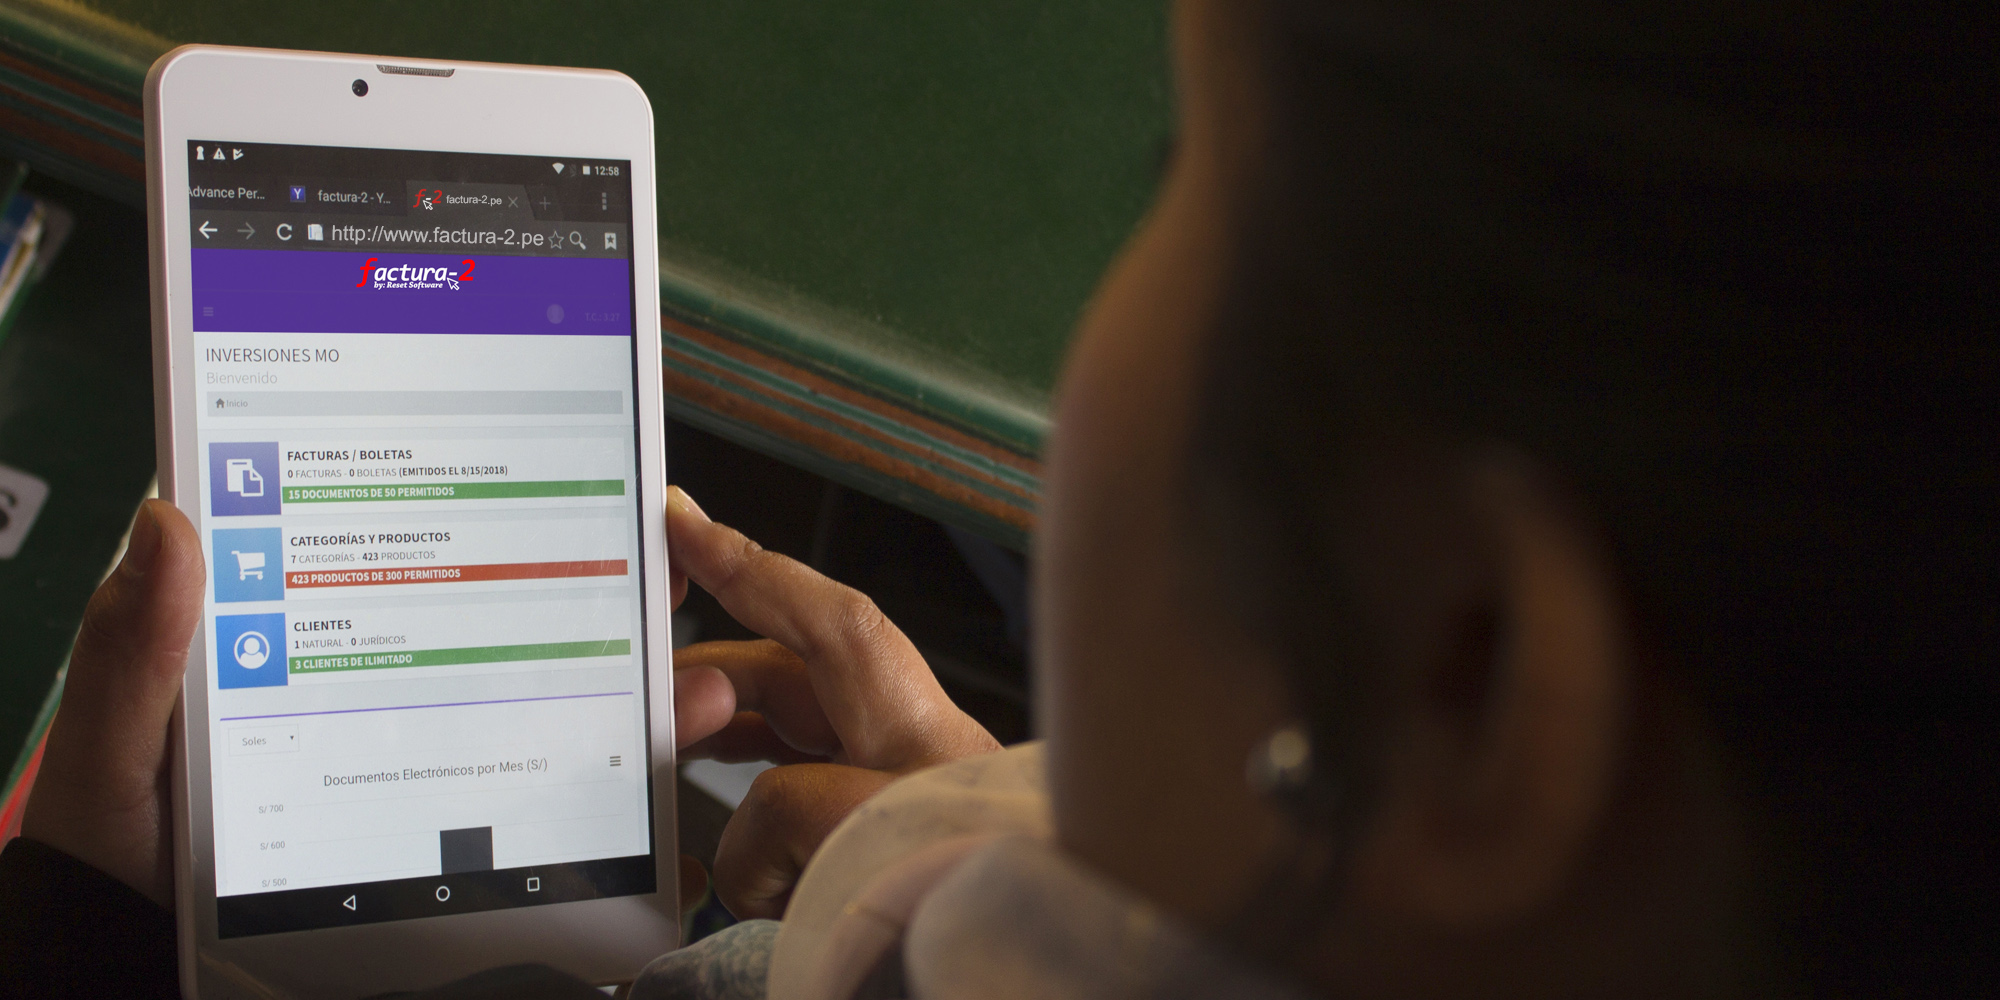 12:58
Advance Per...
Y factura-2 - Y...
f-2 factura-2.pe
http://www.factura-2.pe
factura-2
by: Reset Software
INVERSIONES MO
Bienvenido
Inicio
FACTURAS / BOLETAS
0 FACTURAS - 0 BOLETAS (EMITIDOS EL 8/15/2018)
15 DOCUMENTOS DE 50 PERMITIDOS
CATEGORÍAS Y PRODUCTOS
7 CATEGORÍAS - 423 PRODUCTOS
423 PRODUCTOS DE 300 PERMITIDOS
CLIENTES
1 NATURAL - 0 JURÍDICOS
3 CLIENTES DE ILIMITADO
Soles
Documentos Electrónicos por Mes (S/)
S/ 700
S/ 600
S/ 500